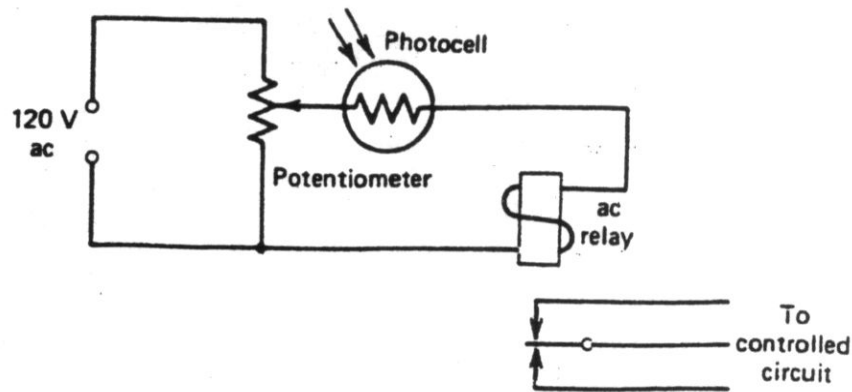 Photocell
120 V
ac
Potentiometer
ac
relay
To
controlled
circuit